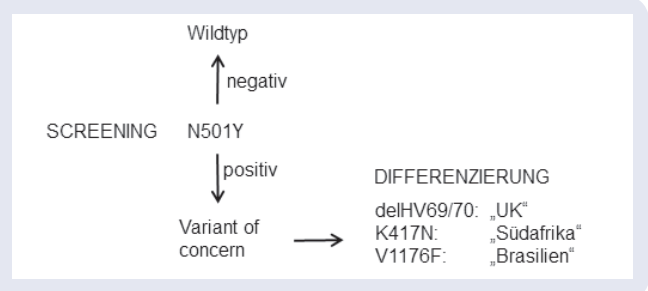 Wildtyp
negativ
SCREENING N501Y
positiv
DIFFERENZIERUNG
delHV69/70: „UK“
Variant of
concern
K417N: „Südafrika“
V1176F: „Brasilien“